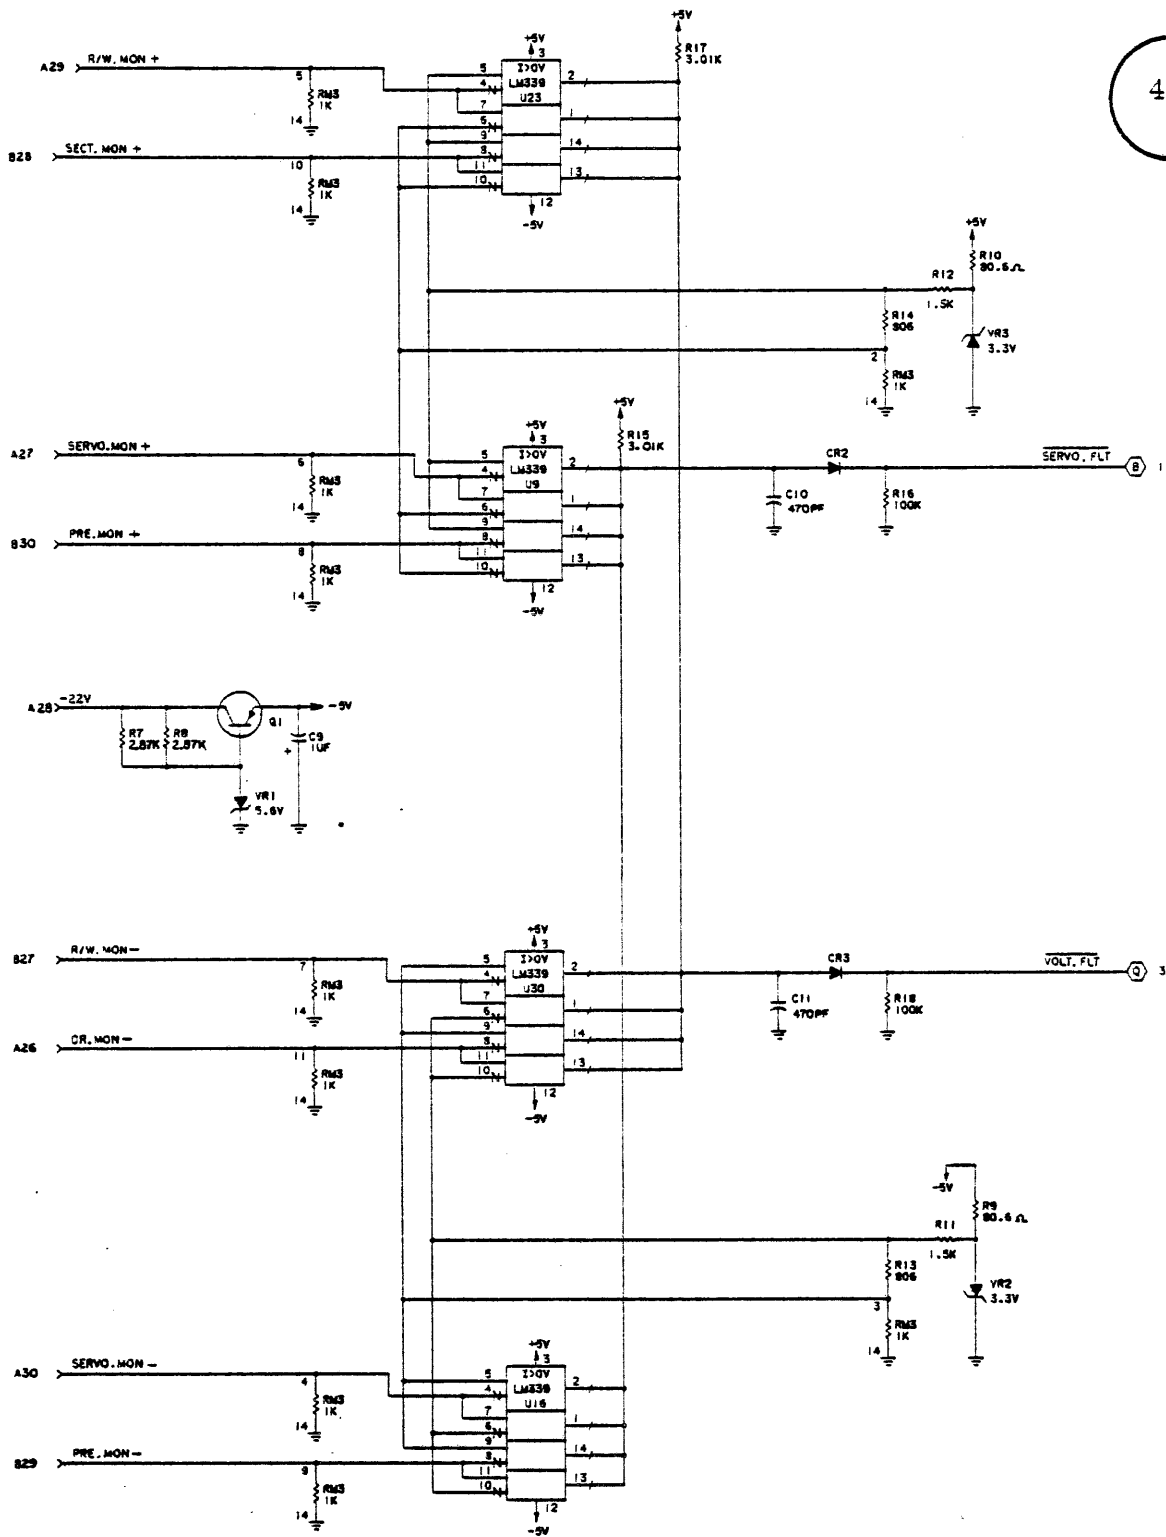 +5V
R17
3.01K
4
A29 R/W. MON +
5
RM3
1K
14
+5V
3
5
4
7
6
9
8
11
10
I>0V
LM339
U23
2
1
14
13
12
-5V
B28 SECT. MON +
10
RM3
1K
14
+5V
R10
80.6Ω
R12
1.5K
R14
806
VR3
3.3V
2
RM3
1K
14
+5V
R15
3.01K
A27 SERVO.MON +
6
RM3
1K
14
+5V
3
5
4
7
6
9
8
11
10
I>0V
LM339
U9
2
1
14
13
12
-5V
CR2
C10
470PF
R16
100K
SERVO. FLT B 1
B30 PRE.MON +
8
RM3
1K
14
A28 -22V
-5V
R7
2.87K
R8
2.87K
Q1
C9
1UF
+
VR1
5.6V
B27 R/W. MON-
7
RM3
1K
14
+5V
3
5
4
7
6
9
8
11
10
I>0V
LM339
U30
2
1
14
13
12
-5V
CR3
C11
470PF
R18
100K
VOLT. FLT Q 3
A26 OR. MON-
11
RM3
1K
14
-5V
R9
80.6Ω
R11
1.5K
R13
806
VR2
3.3V
3
RM3
1K
14
A30 SERVO.MON -
4
RM3
1K
14
+5V
3
5
4
7
6
9
8
11
10
I>0V
LM339
U16
2
1
14
13
12
-5V
B29 PRE.MON-
9
RM3
1K
14